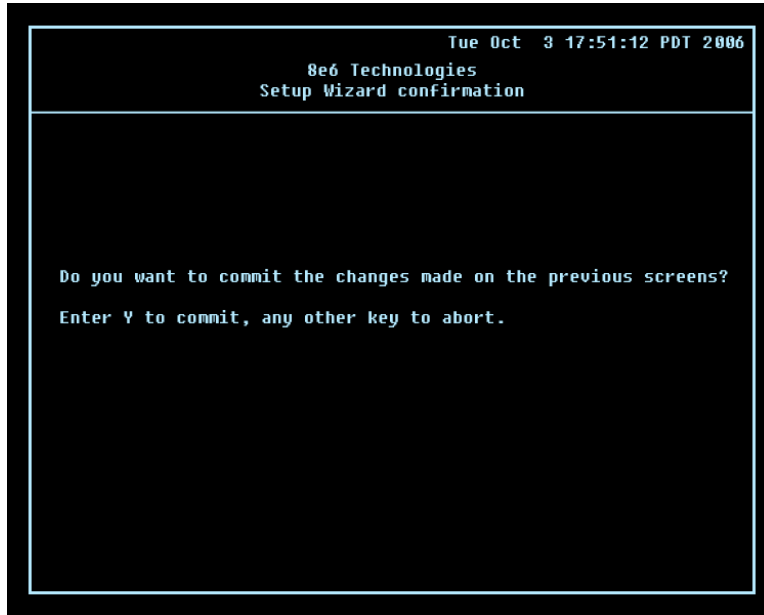 Tue Oct  3 17:51:12 PDT 2006
8e6 Technologies
Setup Wizard confirmation
Do you want to commit the changes made on the previous screens?
Enter Y to commit, any other key to abort.